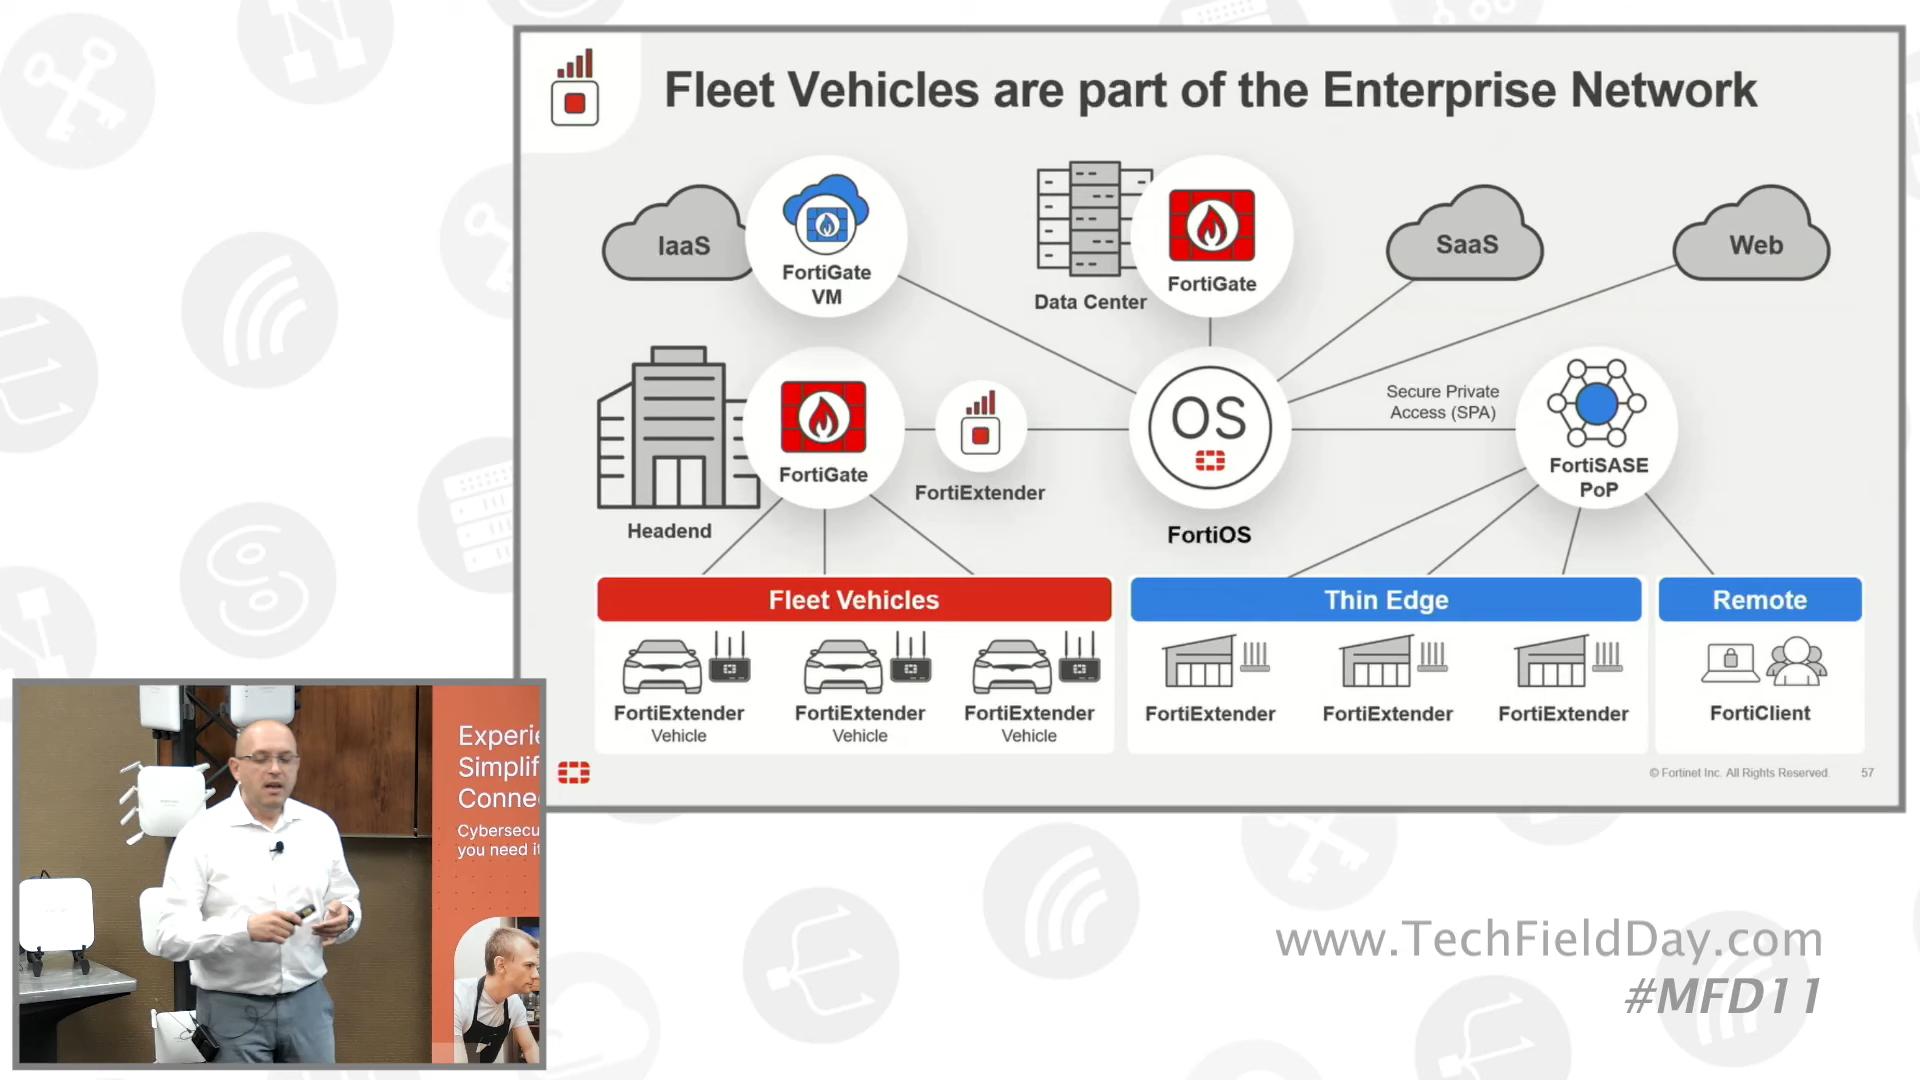 Fleet Vehicles are part of the Enterprise Network
IaaS
FortiGate
VM
Data Center
FortiGate
SaaS
Web
Headend
FortiGate
FortiExtender
OS
FortiOS
Secure Private
Access (SPA)
FortiSASE
PoP
Fleet Vehicles
FortiExtender
Vehicle
FortiExtender
Vehicle
FortiExtender
Vehicle
Thin Edge
FortiExtender
FortiExtender
FortiExtender
Remote
FortiClient
© Fortinet Inc. All Rights Reserved.
57
Experie
Simplif
Conne
Cybersecu
you need it
www.TechFieldDay.com
#MFD11